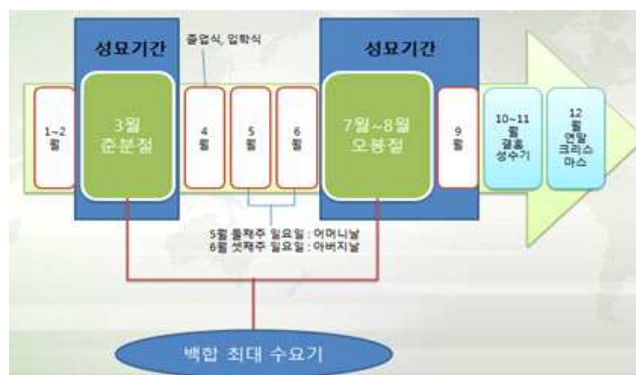 성묘기간
졸업식, 입학식
성묘기간
1~2
월
3월
준분절
4
월
5
월
6
월
7월~8월
오봉절
9
월
10~11
월
결혼
성수기
12
월
연말
크리스
마스
5월 둘째주 일요일 : 어머니날
6월 셋째주 일요일 : 아버지날
백합 최대 수요기